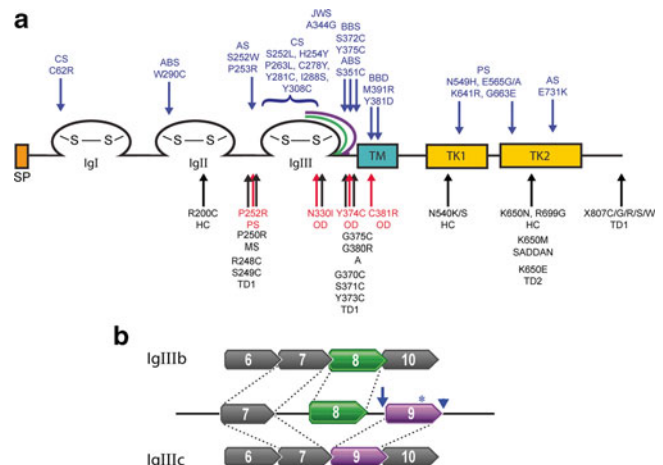 a
JWS
A344G
BBS
S372C
Y375C
CS
C62R
ABS
W290C
AS
S252W
P253R
CS
S252L, H254Y
P263L, C278Y,
Y281C, I288S,
Y308C
ABS
S351C
BBD
M391R
Y381D
PS
N549H, E565G/A
K641R, G663E
AS
E731K
S—S
S—S
S—S
SP
IgI
IgII
IgIII
TM
TK1
TK2
R200C
HC
P252R
PS
P250R
MS
R248C
S249C
TD1
N330I
OD
Y374C
OD
C381R
OD
G375C
G380R
A
G370C
S371C
Y373C
TD1
N540K/S
HC
K650N, R699G
HC
K650M
SADDAN
K650E
TD2
X807C/G/R/S/W
TD1
b
IgIIIb
6 7 8 10
7 8 9 *
IgIIIc
6 7 9 10